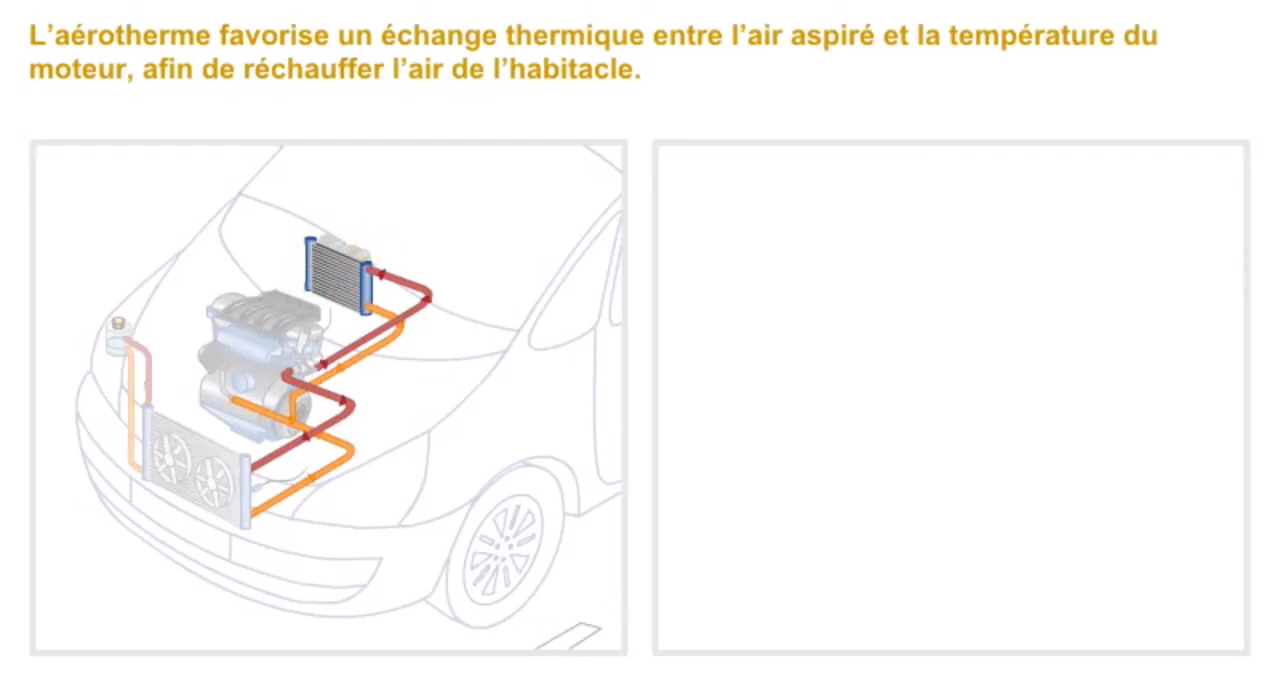 L’aérotherme favorise un échange thermique entre l’air aspiré et la température du
moteur, afin de réchauffer l’air de l’habitacle.